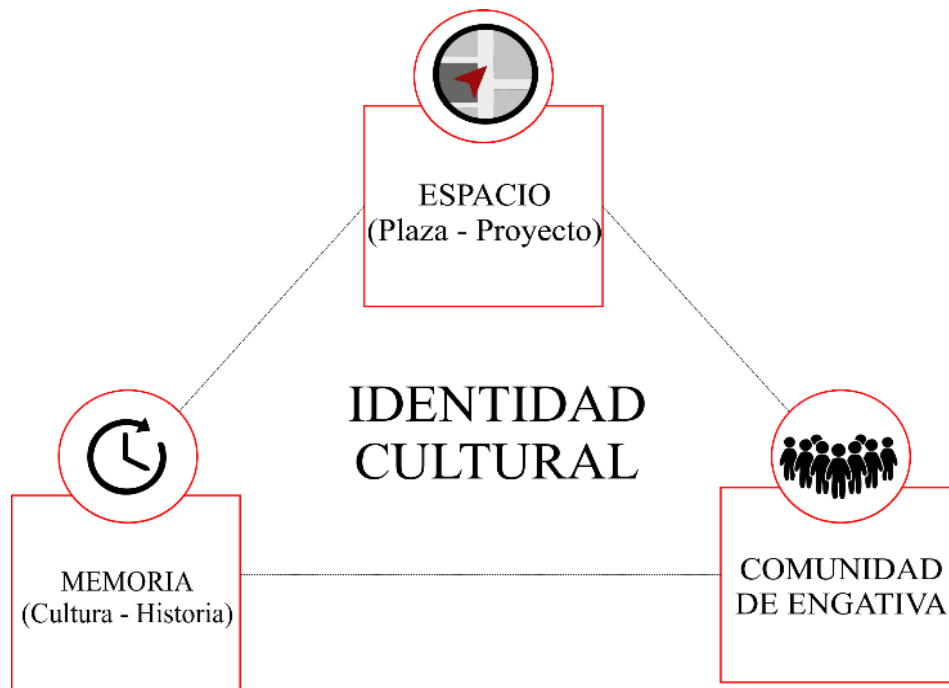 ESPACIO
(Plaza - Proyecto)
IDENTIDAD
CULTURAL
MEMORIA
(Cultura - Historia)
COMUNIDAD
DE ENGATIVA